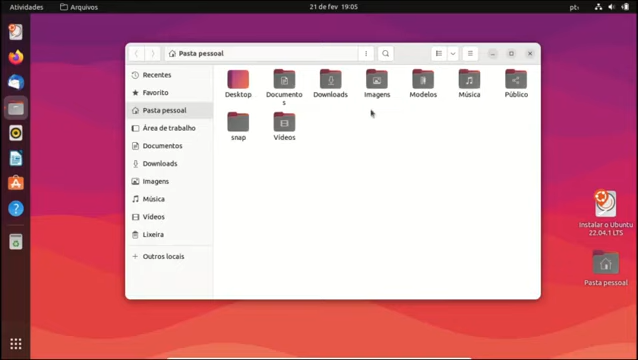 Atividades
Arquivos
21 de fev 19:05
pt₁
Pasta pessoal
Recentes
Favorito
Pasta pessoal
Área de trabalho
Documentos
Downloads
Imagens
Música
Vídeos
Lixeira
Outros locais
Desktop
Documento
s
Downloads
Imagens
Modelos
Música
Público
snap
Vídeos
Instalar o Ubuntu
22.04.1 LTS
Pasta pessoal